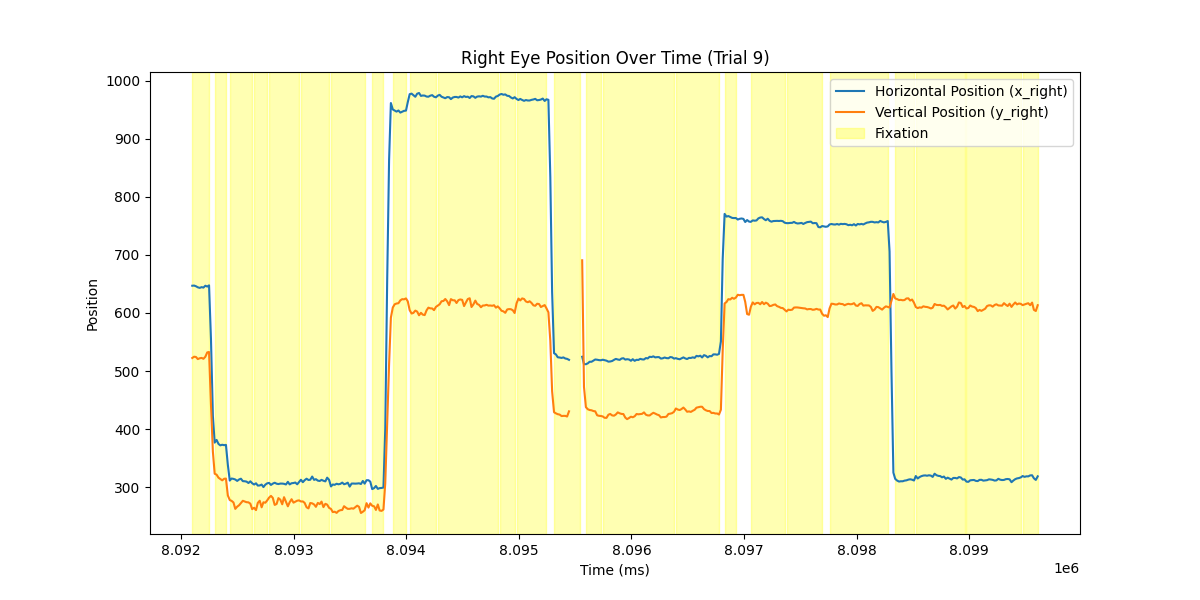 Right Eye Position Over Time (Trial 9)
1000
900
800
700
600
500
400
300
Position
Horizontal Position (x_right)
Vertical Position (y_right)
Fixation
8.092 8.093 8.094 8.095 8.096 8.097 8.098 8.099
1e6
Time (ms)